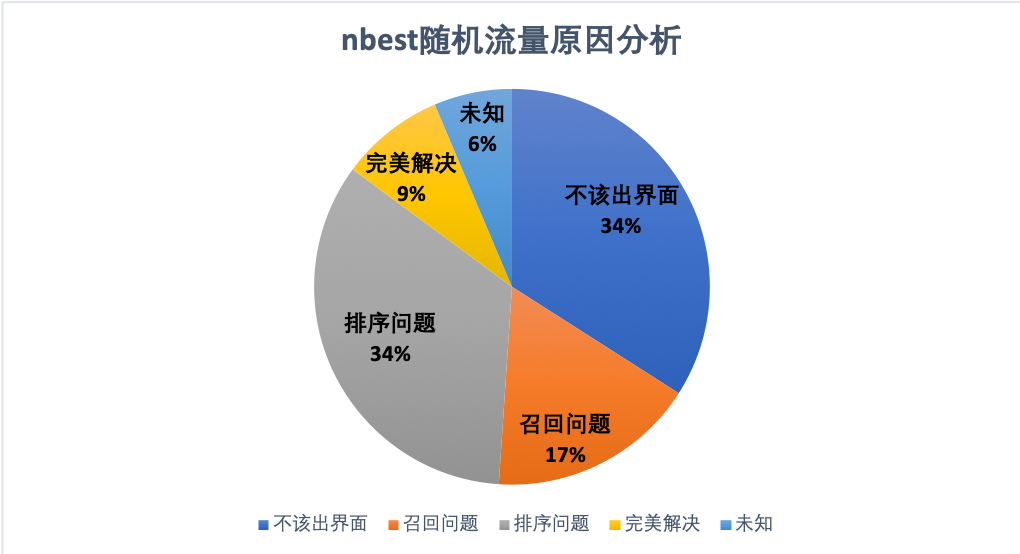 nbest随机流量原因分析
未知
6%
完美解决
9%
不该出界面
34%
排序问题
34%
召回问题
17%
不该出界面 召回问题 排序问题 完美解决 未知